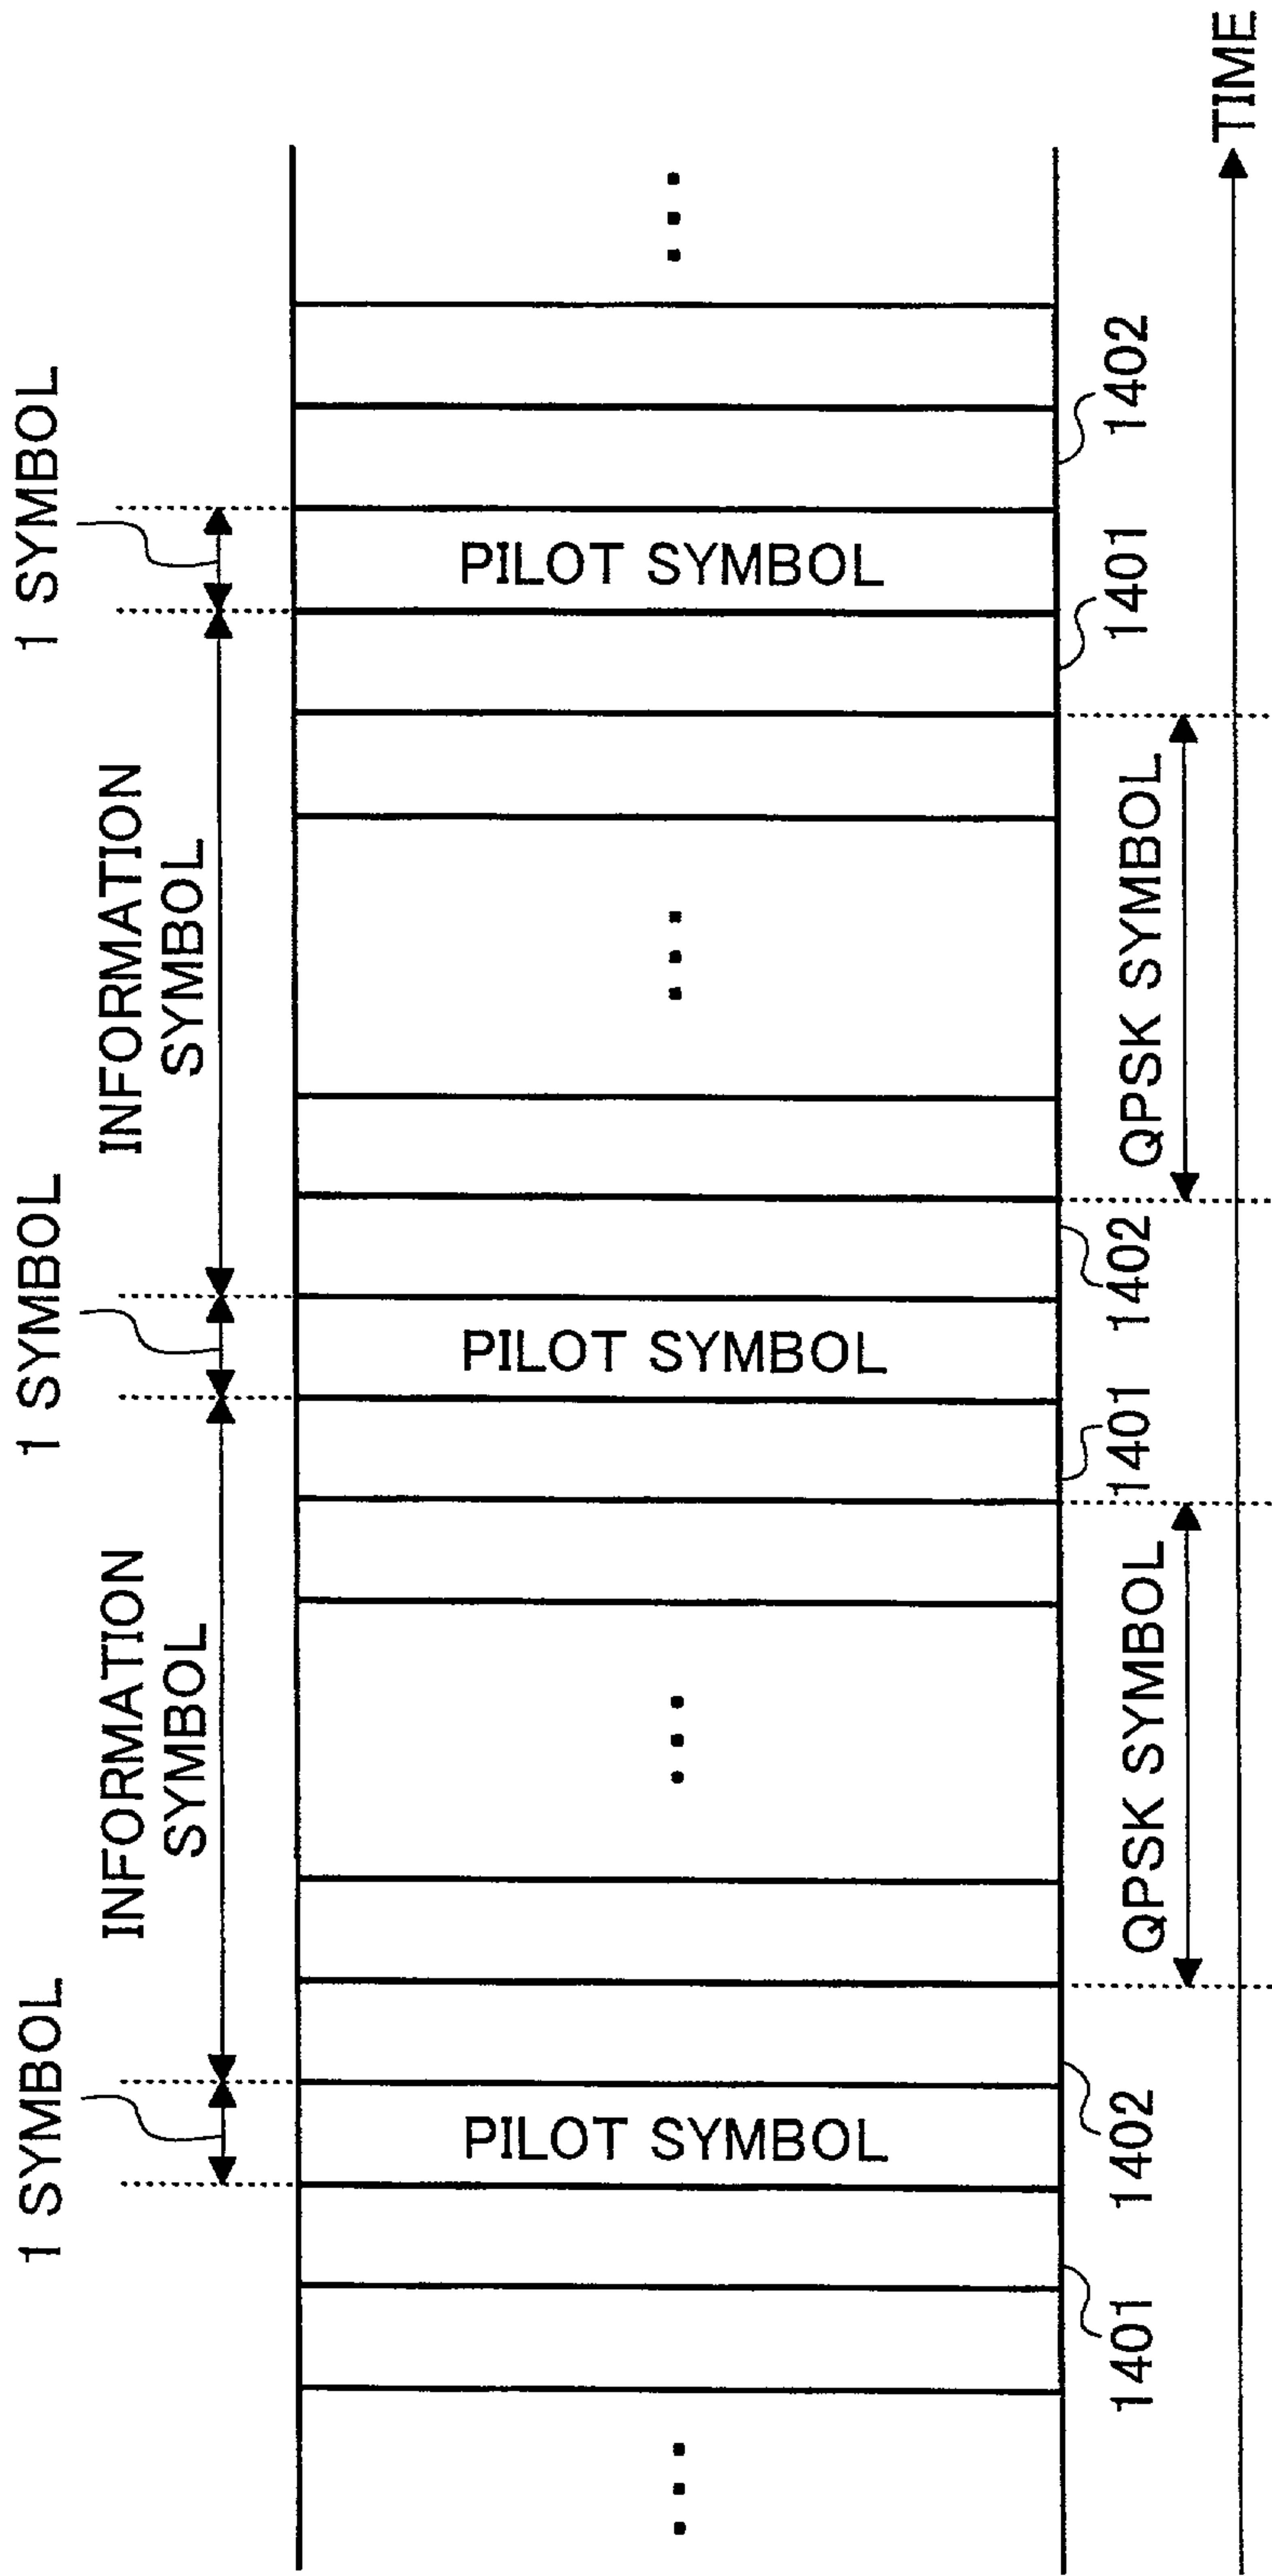 1 SYMBOL
1 SYMBOL
1 SYMBOL
INFORMATION
SYMBOL
INFORMATION
SYMBOL
PILOT SYMBOL
PILOT SYMBOL
PILOT SYMBOL
1401
1402
1401
1402
1401
1402
QPSK SYMBOL
QPSK SYMBOL
TIME